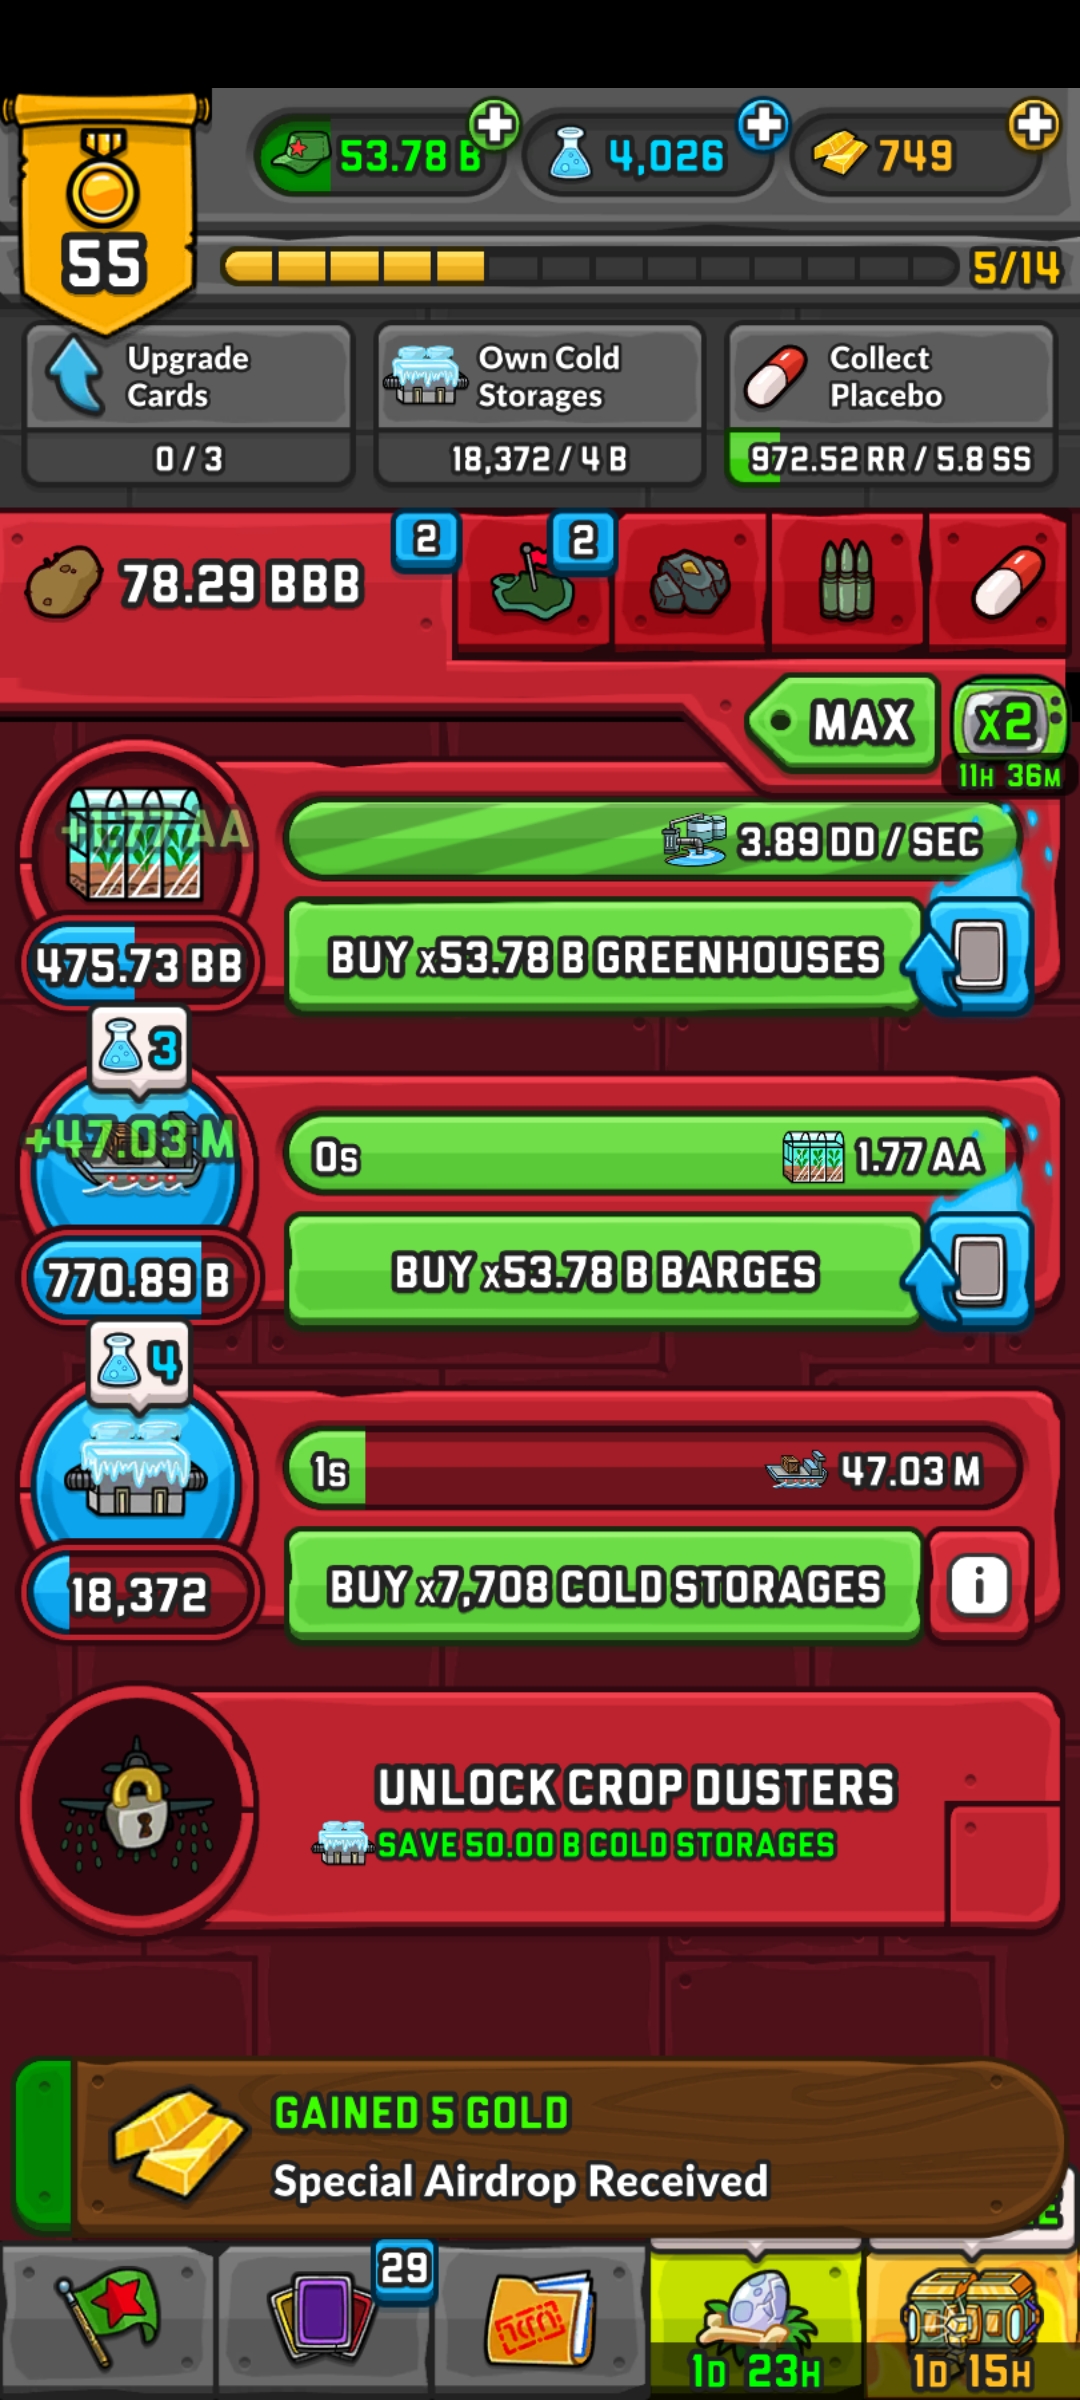 55
53.78 B
4,026
749
5/14
Upgrade
Cards
0 / 3
Own Cold
Storages
18,372 / 4 B
Collect
Placebo
972.52 RR / 5.8 SS
78.29 BBB
2
2
MAX
x2
11H 36M
+1.77 AA
3.89 DD / SEC
475.73 BB
BUY x53.78 B GREENHOUSES
3
+47.03 M
0s
1.77 AA
770.89 B
BUY x53.78 B BARGES
4
1s
47.03 M
18,372
BUY x7,708 COLD STORAGES
i
UNLOCK CROP DUSTERS
SAVE 50.00 B COLD STORAGES
GAINED 5 GOLD
Special Airdrop Received
29
1D 23H
1D 15H